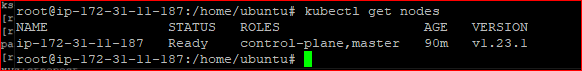 ks
root@ip-172-31-11-187:/home/ubuntu# kubectl get nodes
NAME STATUS ROLES AGE VERSION
ip-172-31-11-187 Ready control-plane,master 90m v1.23.1
root@ip-172-31-11-187:/home/ubuntu#